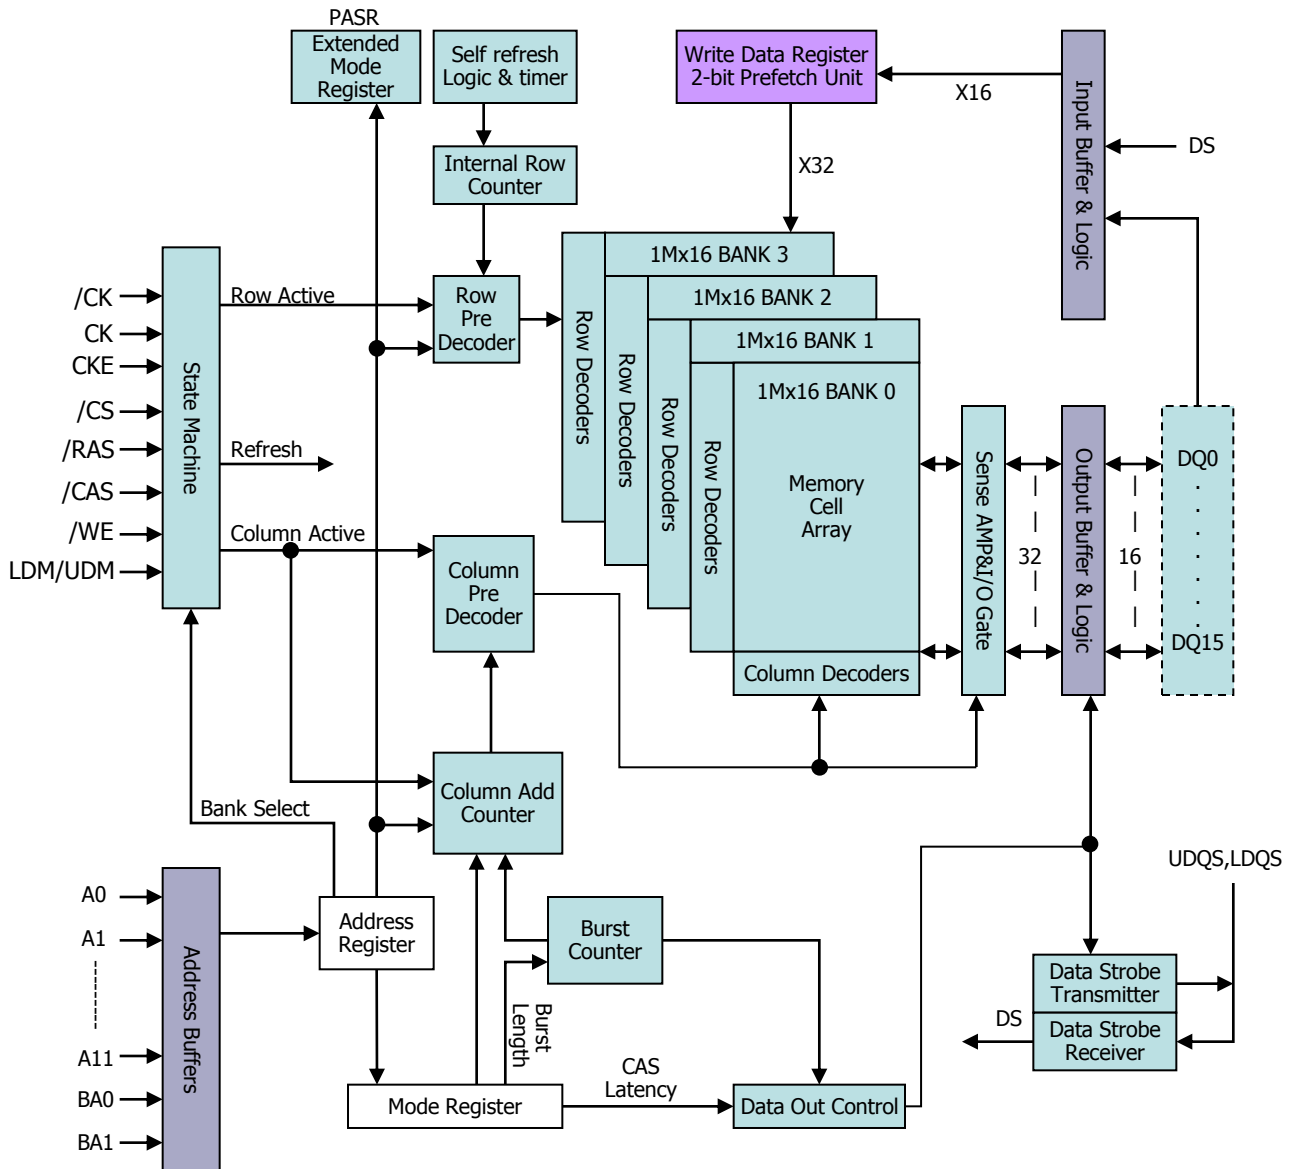 PASR
Extended
Mode
Register
Self refresh
Logic & timer
Write Data Register
2-bit Prefetch Unit
X16
Input Buffer & Logic
DS
Internal Row
Counter
X32
/CK
CK
CKE
/CS
/RAS
/CAS
/WE
LDM/UDM
State Machine
Row Active
Refresh
Column Active
Row
Pre
Decoder
Row Decoders
1Mx16 BANK 3
Row Decoders
1Mx16 BANK 2
Row Decoders
1Mx16 BANK 1
Row Decoders
1Mx16 BANK 0
Memory
Cell
Array
Column Decoders
Sense AMP&I/O Gate
32
Output Buffer & Logic
16
DQ0
DQ15
Column
Pre
Decoder
Column Add
Counter
Bank Select
A0
A1
A11
BA0
BA1
Address Buffers
Address
Register
Burst
Counter
Burst
Length
Mode Register
CAS
Latency
Data Out Control
UDQS,LDQS
Data Strobe
Transmitter
DS
Data Strobe
Receiver